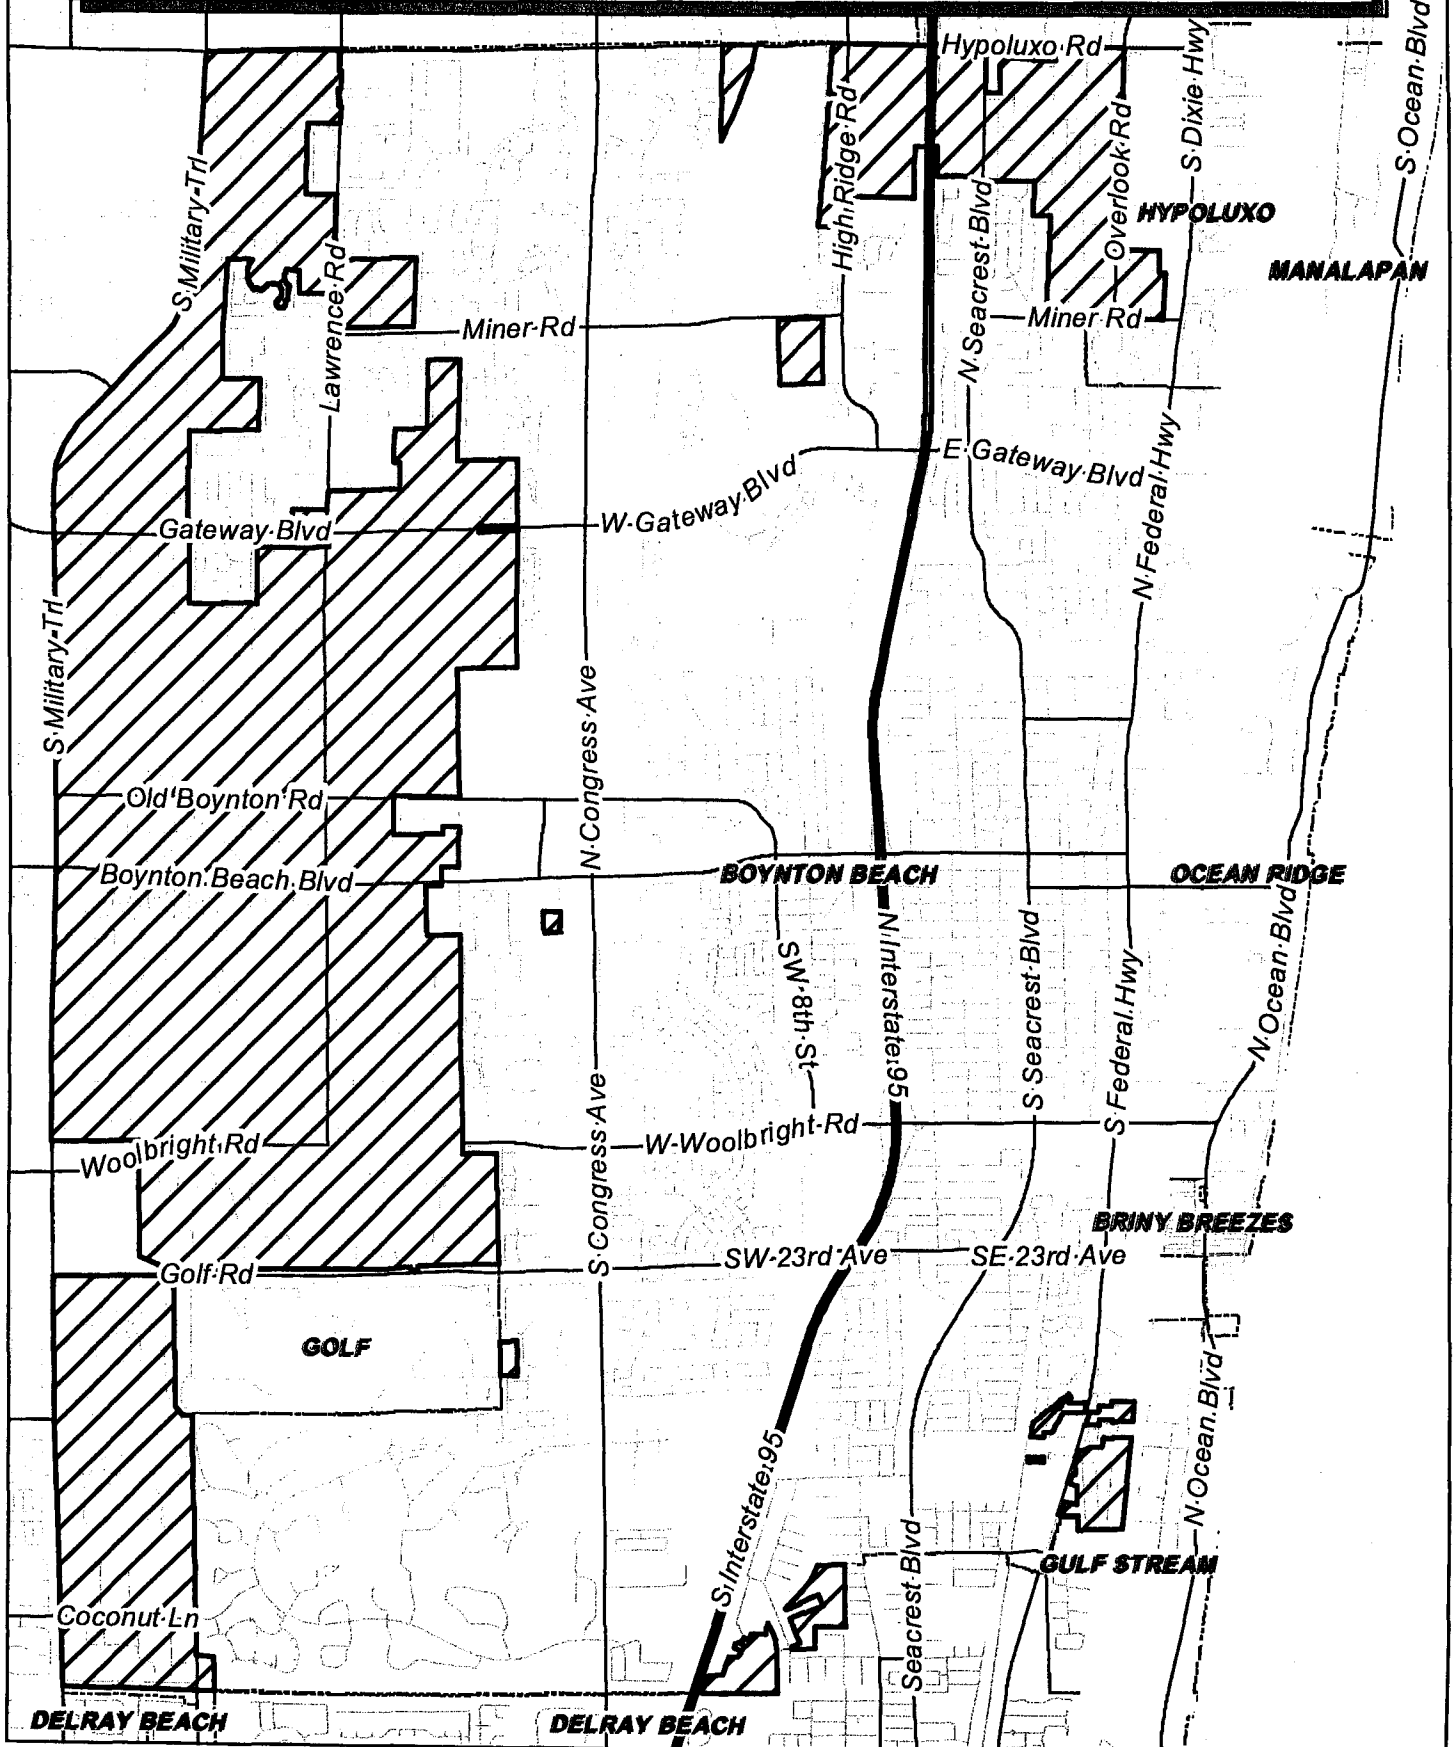 Hypoluxo Rd
S Ocean Blvd
S Dixie Hwy
High Ridge Rd
Overlook Rd
S Military Trl
HYPOLUXO
N Seacrest Blvd
MANALAPAN
Lawrence Rd
Miner Rd
Miner Rd
E Gateway Blvd
W Gateway Blvd
N Federal Hwy
Gateway Blvd
S Military Trl
N Congress Ave
Old Boynton Rd
Boynton Beach Blvd
BOYNTON BEACH
OCEAN RIDGE
SW 8th St
N Interstate 95
S Seacrest Blvd
S Federal Hwy
N Ocean Blvd
W Woolbright Rd
Woolbright Rd
S Congress Ave
BRINY BREEZES
SW 23rd Ave
SE 23rd Ave
Golf Rd
GOLF
N Ocean Blvd
S Interstate 95
Seacrest Blvd
GULF STREAM
Coconut Ln
DELRAY BEACH
DELRAY BEACH